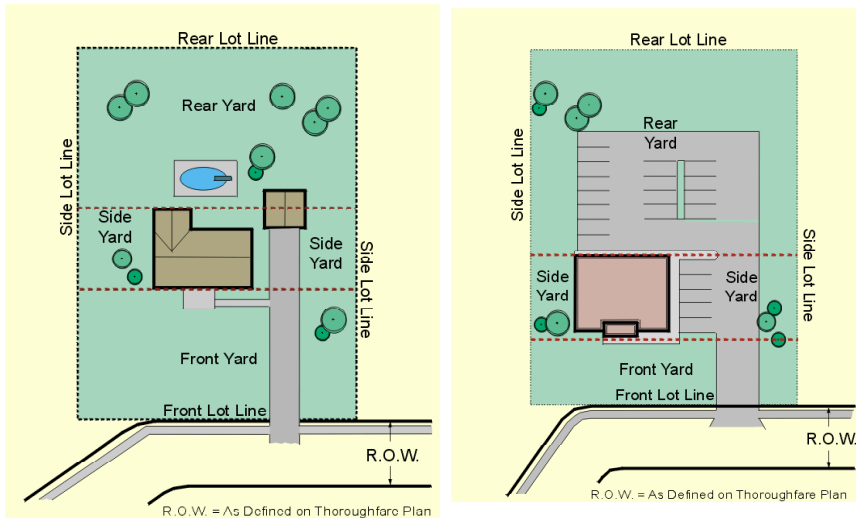 Rear Lot Line
Rear Yard
Side Lot Line
Side
Yard
Side
Yard
Side Lot Line
Front Yard
Front Lot Line
R.O.W.
R.O.W. = As Defined on Thoroughfare Plan
Rear Lot Line
Rear
Yard
Side Lot Line
Side
Yard
Side
Yard
Side Lot Line
Front Yard
Front Lot Line
R.O.W.
R.O.W. = As Defined on Thoroughfare Plan